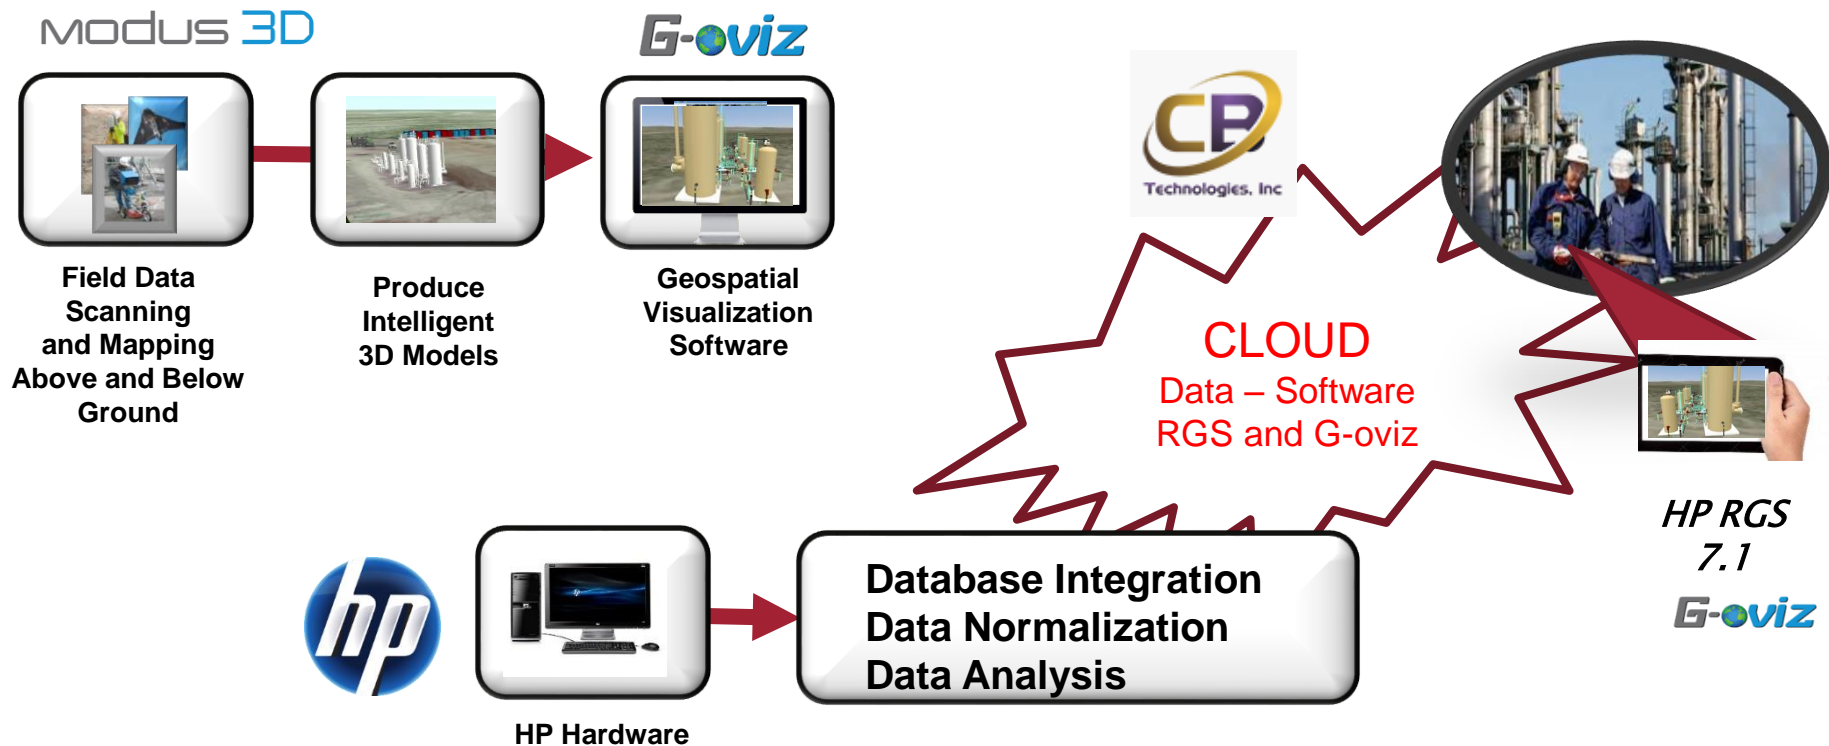 modus 3D
G-oviz
Field Data
Scanning
and Mapping
Above and Below
Ground
Produce
Intelligent
3D Models
Geospatial
Visualization
Software
CB
Technologies, Inc
CLOUD
Data – Software
RGS and G-oviz
HP RGS
7.1
G-oviz
hp
HP Hardware
Database Integration
Data Normalization
Data Analysis